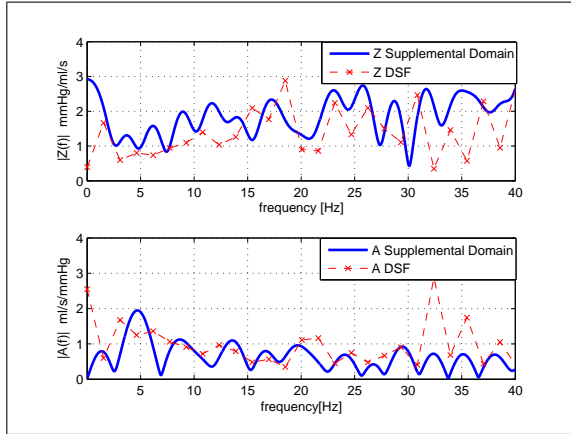 4
3
2
1
0
|Z(f)| mmHg/ml/s
Z Supplemental Domain
Z DSF
0 5 10 15 20 25 30 35 40
frequency [Hz]
4
3
2
1
0
|A(f)| ml/s/mmHg
A Supplemental Domain
A DSF
0 5 10 15 20 25 30 35 40
frequency[Hz]